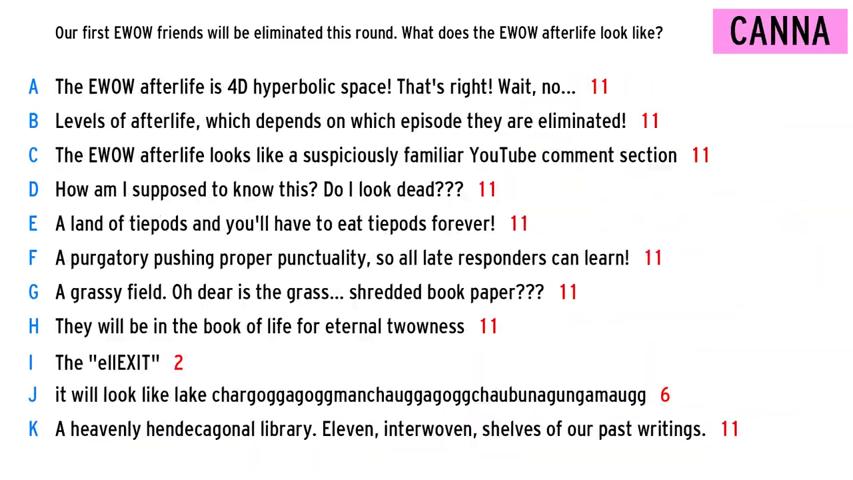 Our first EWOW friends will be eliminated this round. What does the EWOW afterlife look like?
CANNA
A The EWOW afterlife is 4D hyperbolic space! That's right! Wait, no... 11
B Levels of afterlife, which depends on which episode they are eliminated! 11
C The EWOW afterlife looks like a suspiciously familiar YouTube comment section 11
D How am I supposed to know this? Do I look dead??? 11
E A land of tiepods and you'll have to eat tiepods forever! 11
F A purgatory pushing proper punctuality, so all late responders can learn! 11
G A grassy field. Oh dear is the grass... shredded book paper??? 11
H They will be in the book of life for eternal twowness 11
I The "ellEXIT" 2
J it will look like lake chargoggagoggmanchauggagoggchaubunagungamaugg 6
K A heavenly hendecagonal library. Eleven, interwoven, shelves of our past writings. 11